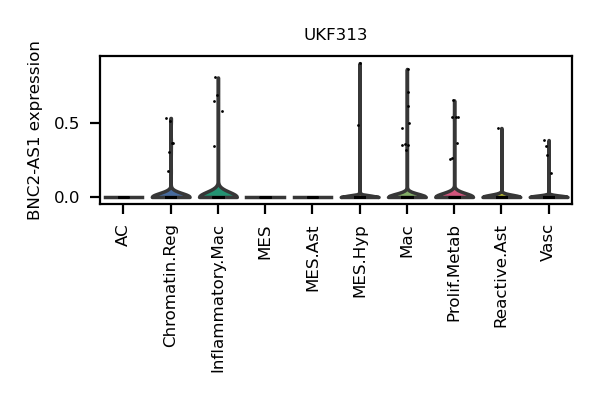 UKF313
BNC2-AS1 expression
0.5
0.0
AC
Chromatin.Reg
Inflammatory.Mac
MES
MES.Ast
MES.Hyp
Mac
Prolif.Metab
Reactive.Ast
Vasc